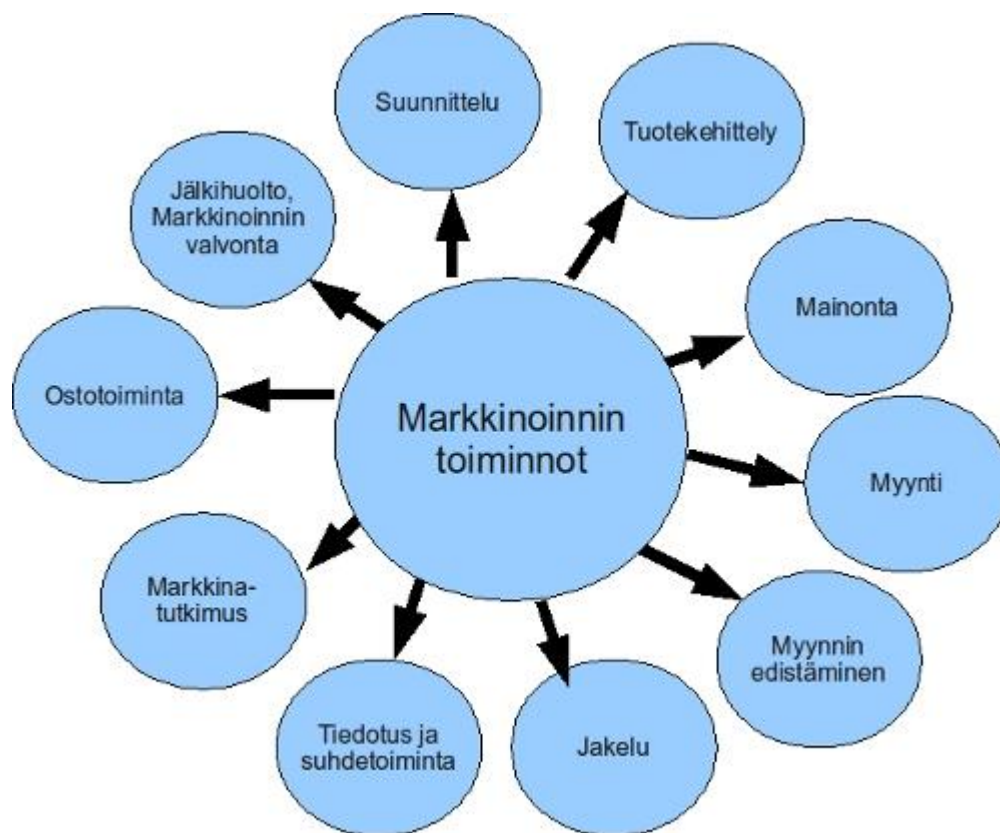 Suunnittelu
Tuotekehittely
Jälkihuolto,
Markkinoinnin
valvonta
Mainonta
Ostotoiminta
Markkinoinnin
toiminnot
Myynti
Markkina-
tutkimus
Myynnin
edistäminen
Tiedotus ja
suhdetoiminta
Jakelu